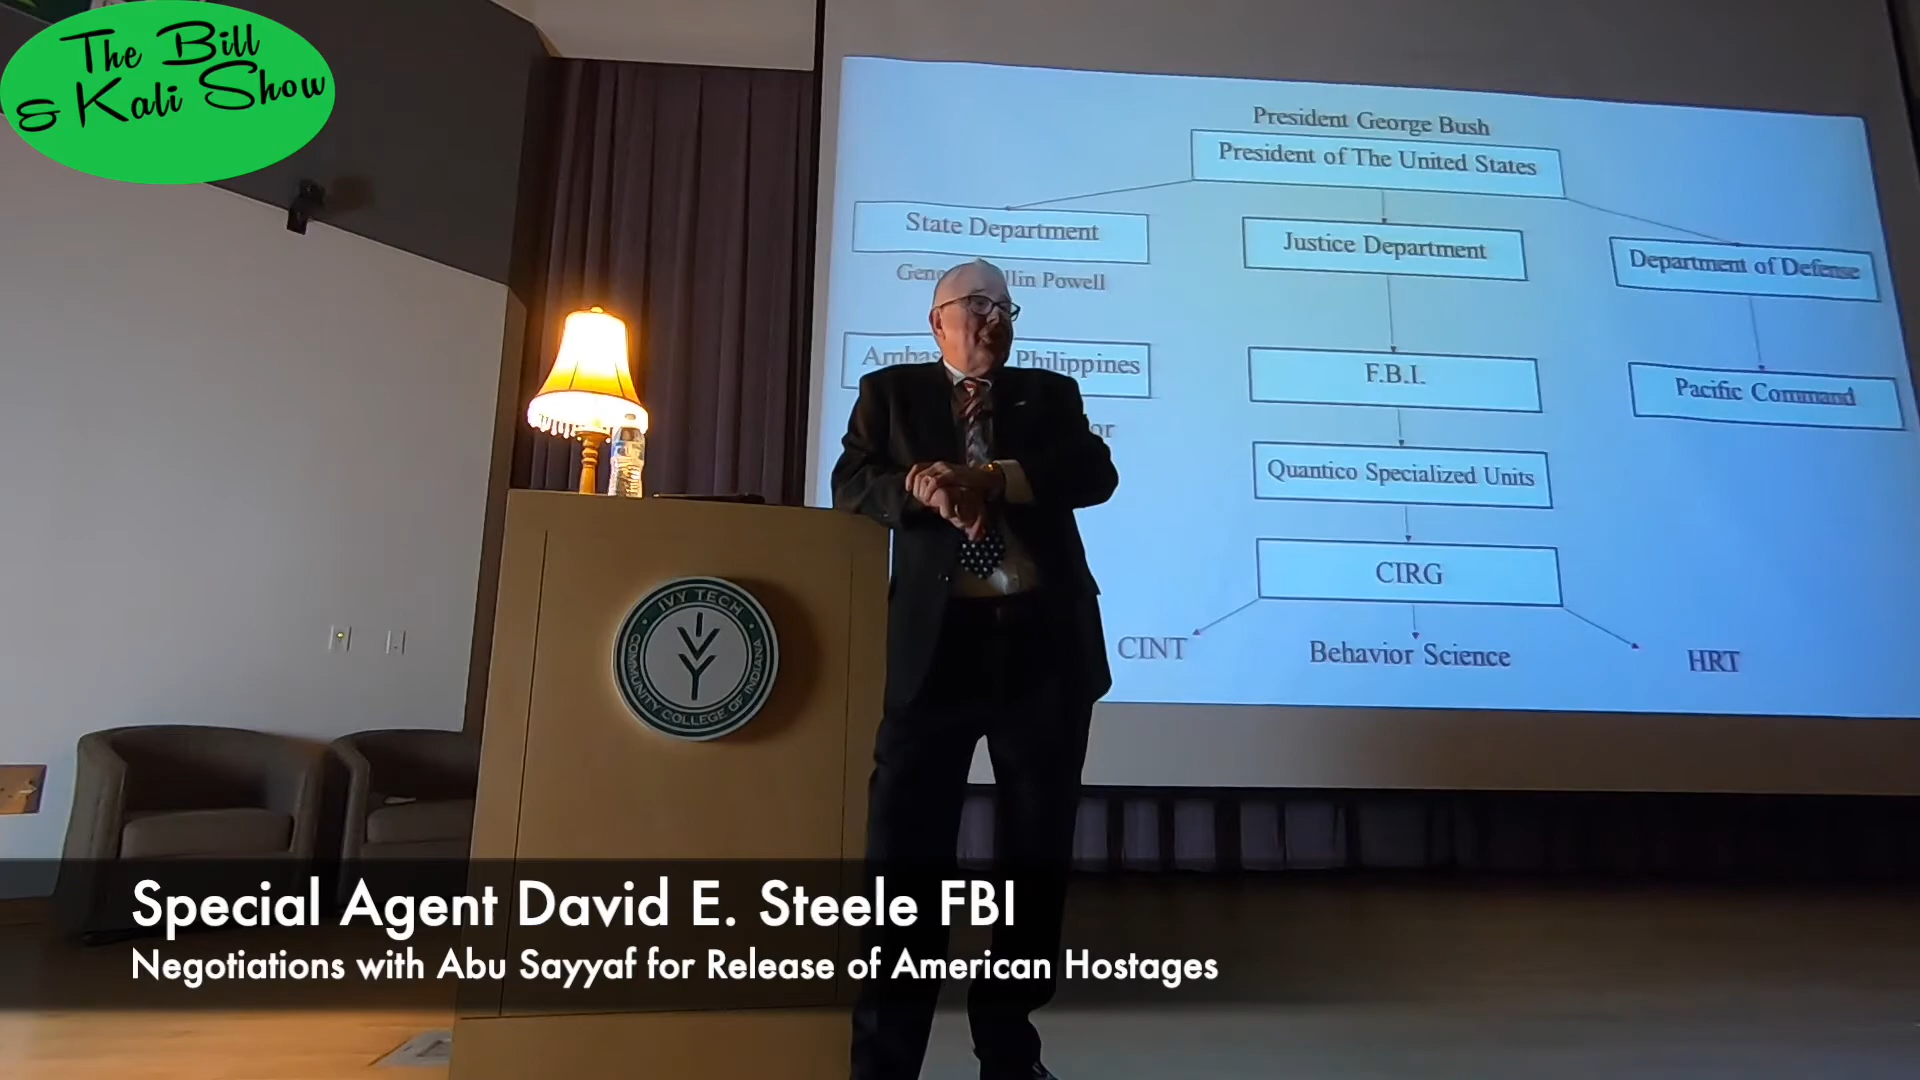 The Bill
& Kali Show
President George Bush
President of The United States
State Department
Justice Department
Department of Defense
Powell
Philippines
F.B.I.
Pacific Command
Quantico Specialized Units
CIRG
CINT
Behavior Science
HRT
IVY TECH
COMMUNITY COLLEGE OF INDIANA
IVY
Special Agent David E. Steele FBI
Negotiations with Abu Sayyaf for Release of American Hostages